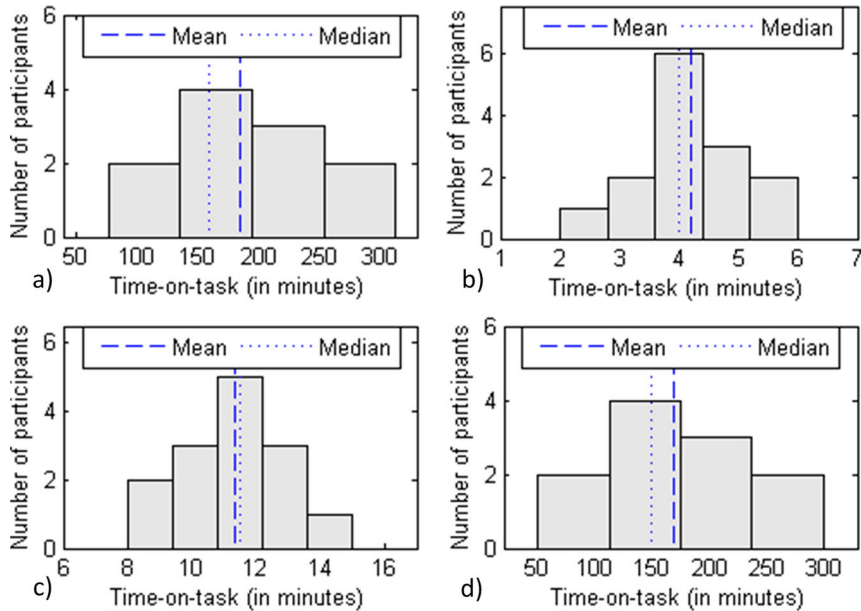 6
4
2
0
Number of participants
Mean Median
50 100 150 200 250 300
Time-on-task (in minutes)
a)
6
4
2
0
Number of participants
Mean Median
1 2 3 4 5 6 7
Time-on-task (in minutes)
b)
6
4
2
0
Number of participants
Mean Median
6 8 10 12 14 16
Time-on-task (in minutes)
c)
6
4
2
0
Number of participants
Mean Median
50 100 150 200 250 300
Time-on-task (in minutes)
d)